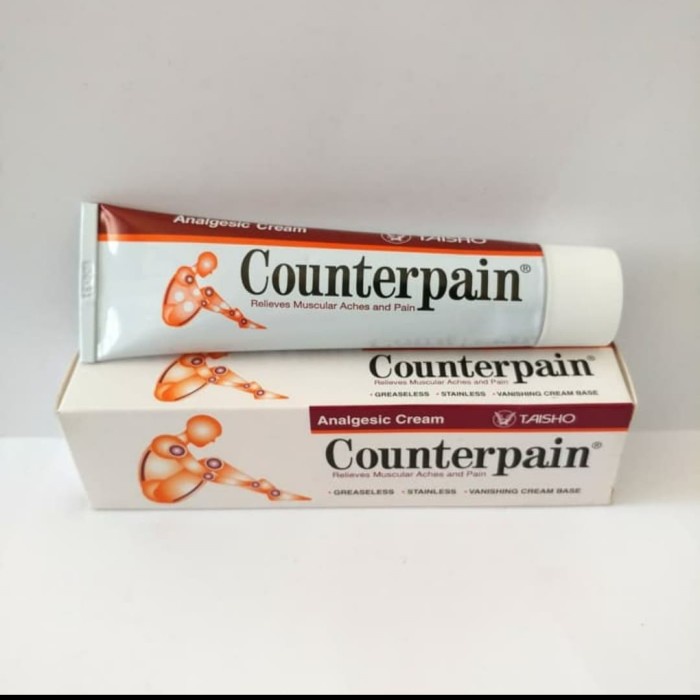 Analgesic Cream TAISHO
Counterpain®
Relieves Muscular Aches and Pain
Counterpain®
Relieves Muscular Aches and Pain
• GREASELESS • STAINLESS • VANISHING CREAM BASE
Analgesic Cream TAISHO
Counterpain®
Relieves Muscular Aches and Pain
• GREASELESS • STAINLESS • VANISHING CREAM BASE